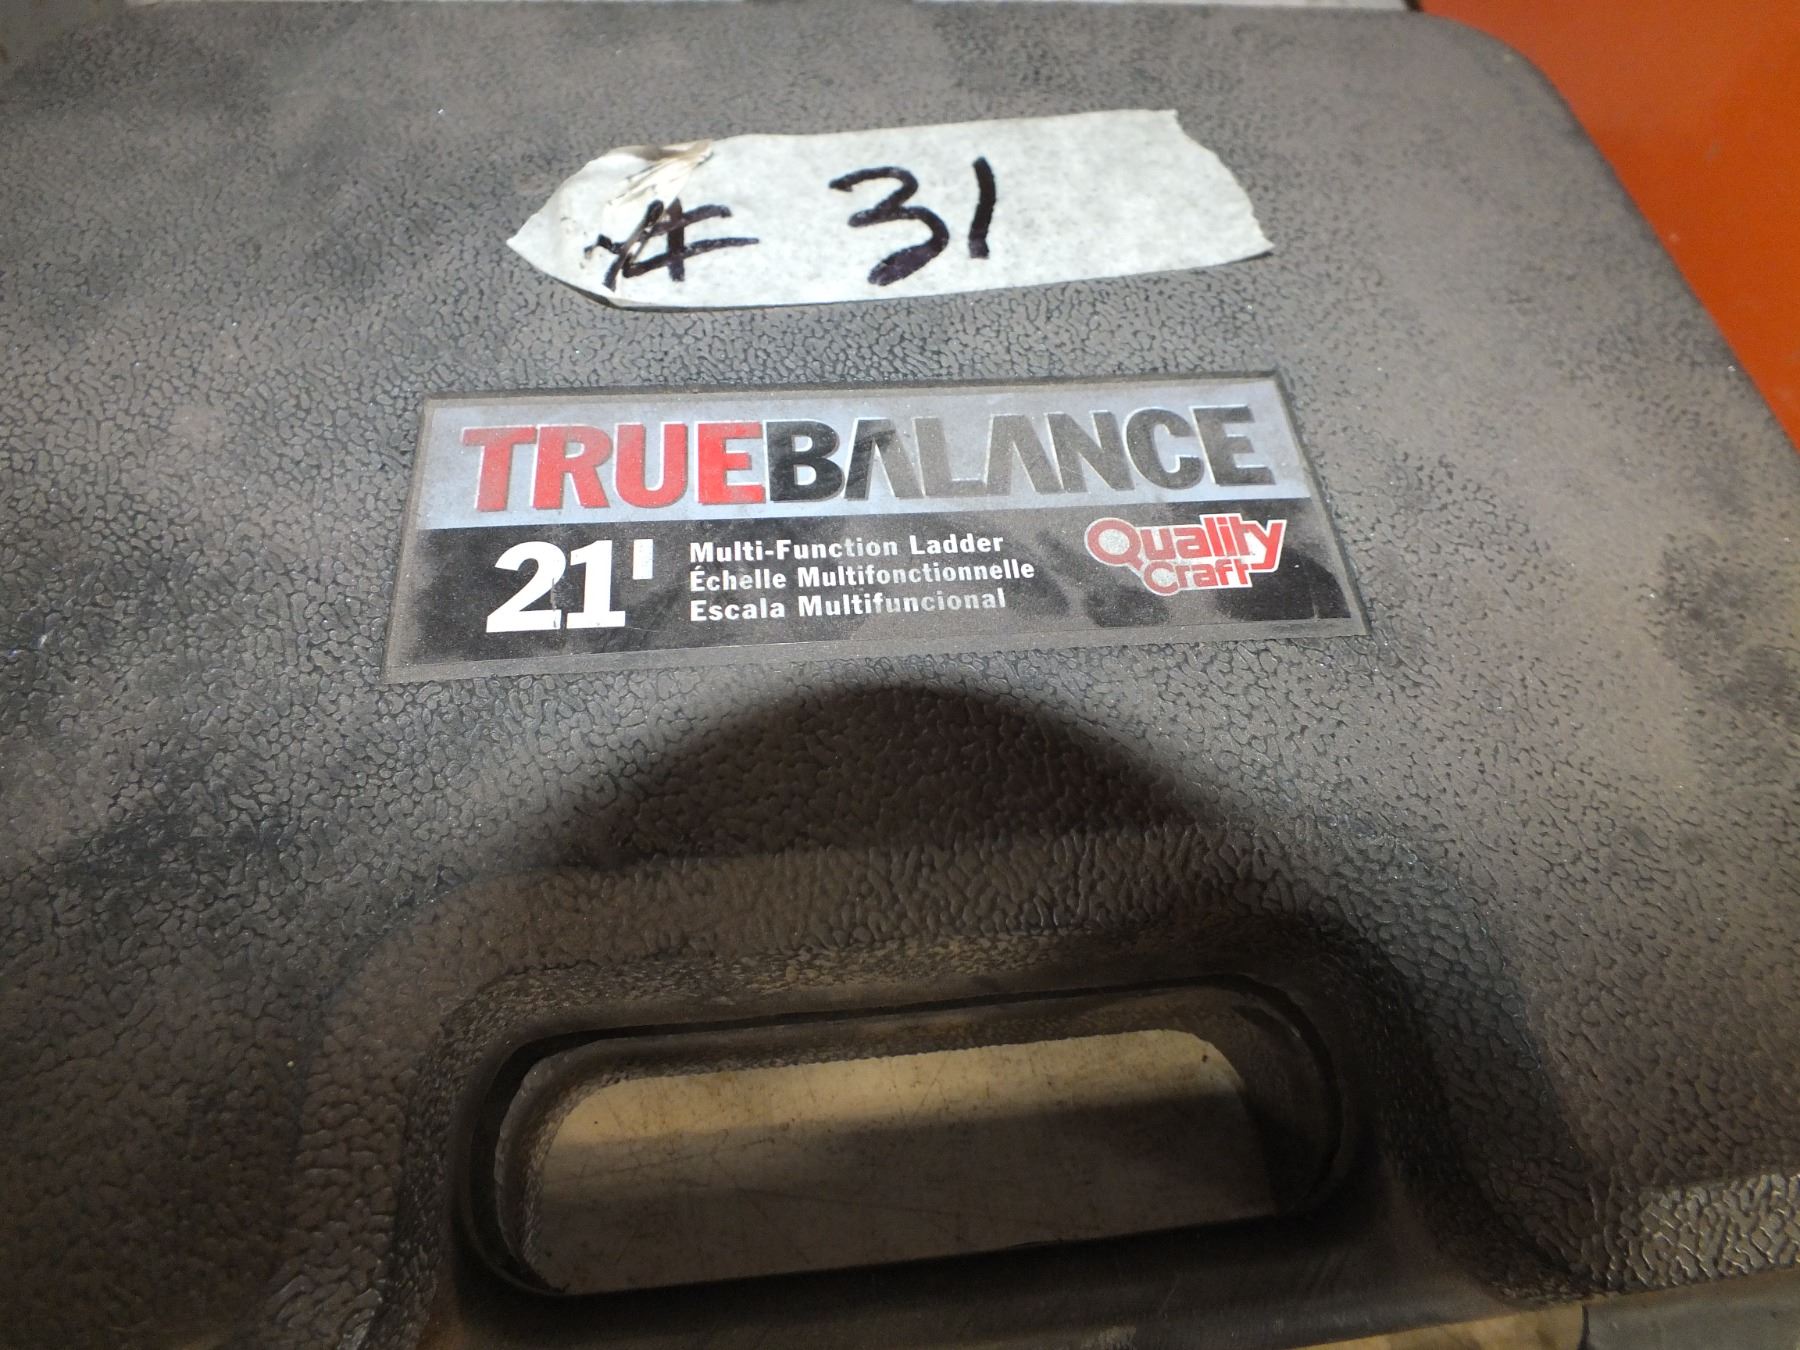 # 31
TRUEBALANCE
21'
Multi-Function Ladder
Échelle Multifonctionnelle
Escala Multifuncional
Quality
Craft